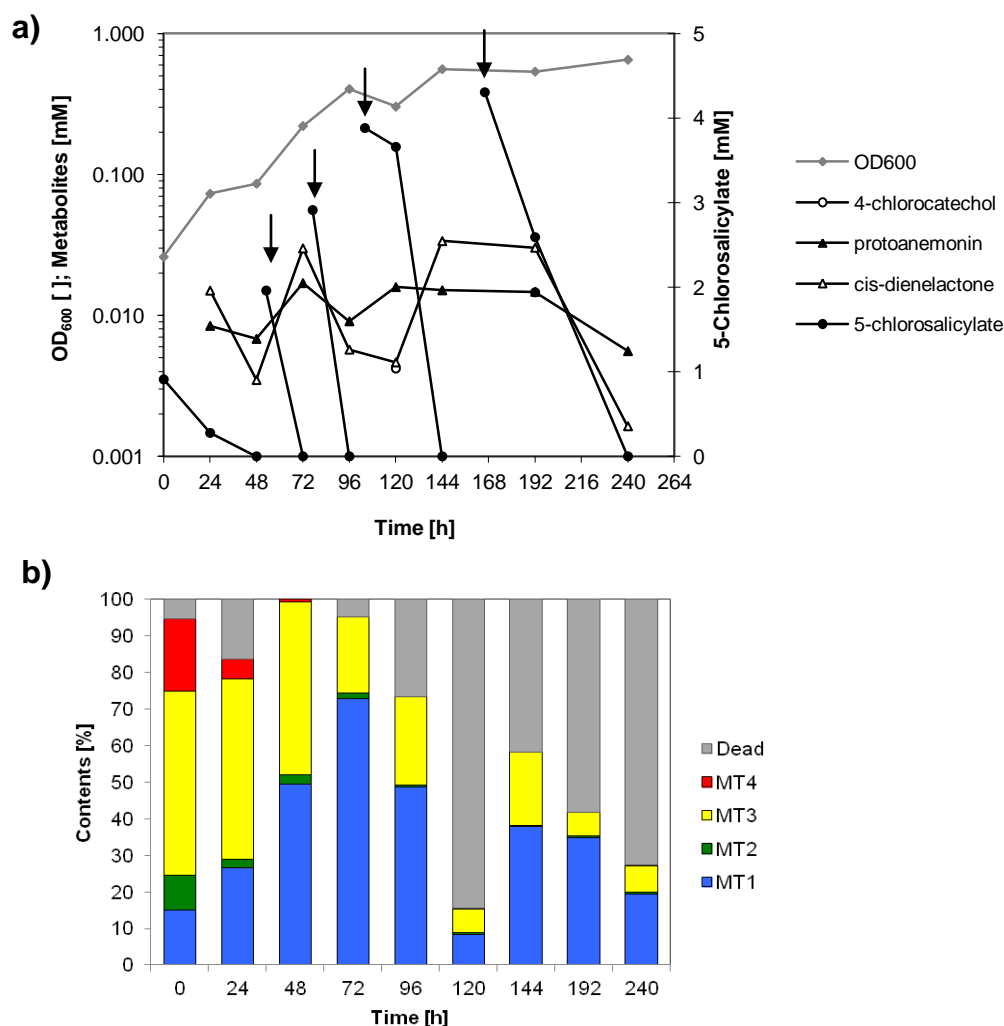 a)
1.000
0.100
0.010
0.001
OD600 [ ]; Metabolites [mM]
5
4
3
2
1
0
5-Chlorosalicylate [mM]
0 24 48 72 96 120 144 168 192 216 240 264
Time [h]
OD600
4-chlorocatechol
protoanemonin
cis-dienelactone
5-chlorosalicylate
b)
100
90
80
70
60
50
40
30
20
10
0
Contents [%]
0 24 48 72 96 120 144 192 240
Time [h]
Dead
MT4
MT3
MT2
MT1